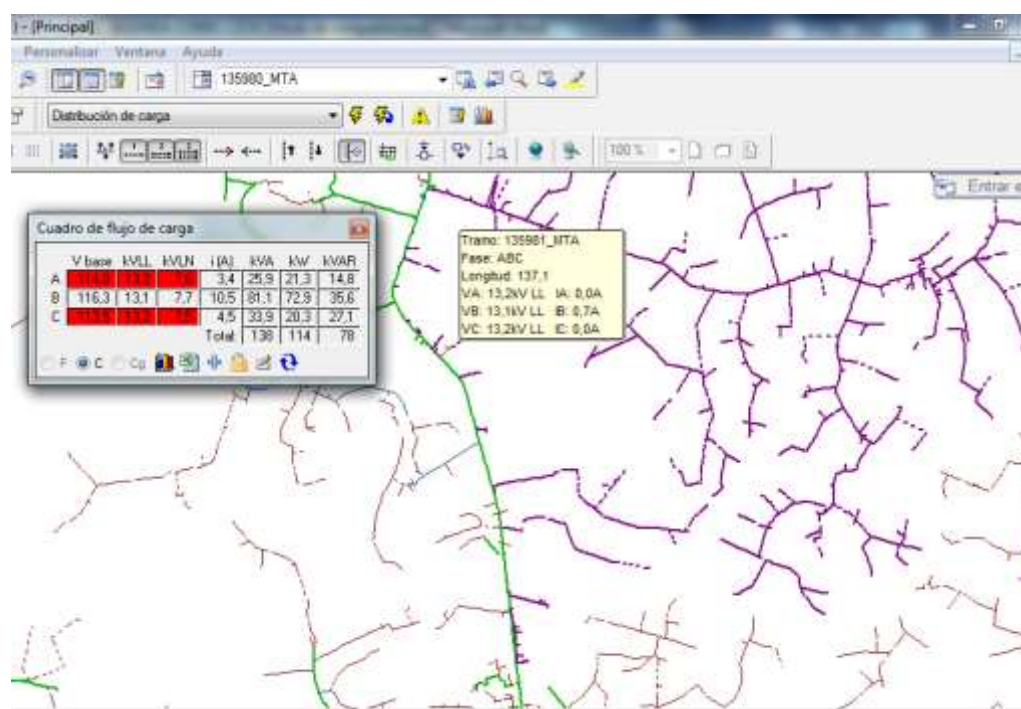 ) - [Principal]
Personalizar Ventana Ayuda
135980_MTA
Distribución de carga
100 %
Entrar e
Cuadro de flujo de carga
V base kVLL kVLN i (A) kVA kW kVAR
A 3,4 25,9 21,3 14,8
B 116,3 13,1 7,7 10,5 81,1 72,9 35,6
C 4,5 33,9 20,3 27,1
Total 138 114 78
F C Cg
Tramo: 135981_MTA
Fase: ABC
Longitud: 137,1
VA: 13,2kV LL IA: 0,0A
VB: 13,1kV LL IB: 0,7A
VC: 13,2kV LL IC: 0,0A